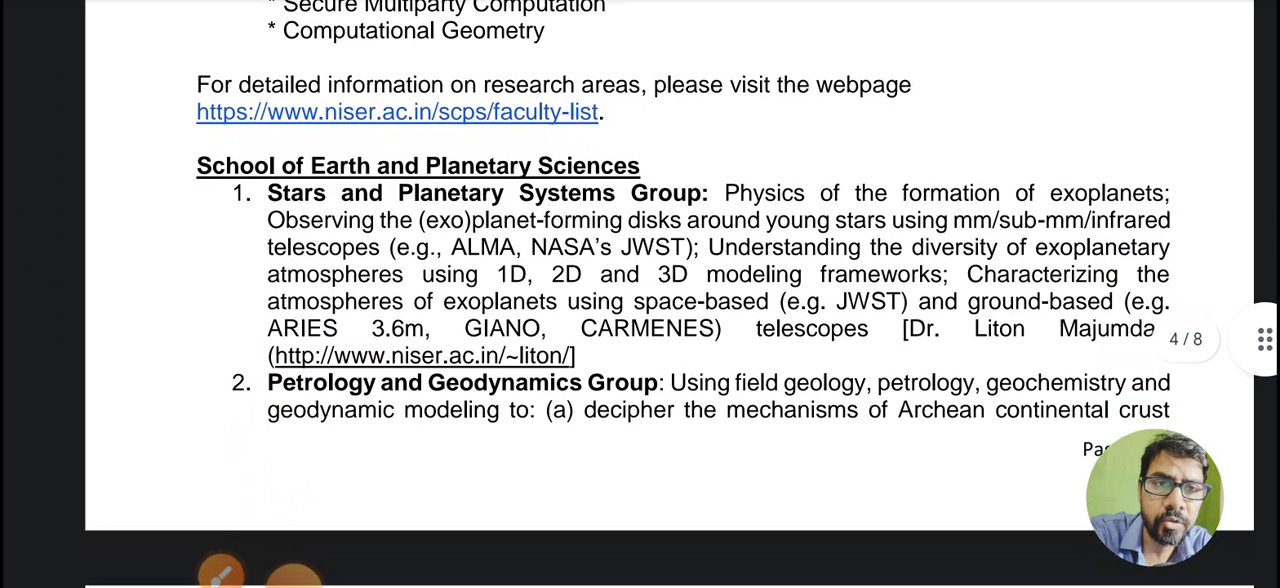 * Secure Multiparty Computation
* Computational Geometry
For detailed information on research areas, please visit the webpage
https://www.niser.ac.in/scps/faculty-list.
School of Earth and Planetary Sciences
1. Stars and Planetary Systems Group: Physics of the formation of exoplanets;
Observing the (exo)planet-forming disks around young stars using mm/sub-mm/infrared
telescopes (e.g., ALMA, NASA’s JWST); Understanding the diversity of exoplanetary
atmospheres using 1D, 2D and 3D modeling frameworks; Characterizing the
atmospheres of exoplanets using space-based (e.g. JWST) and ground-based (e.g.
ARIES 3.6m, GIANO, CARMENES) telescopes [Dr. Liton Majumda
4 / 8
(http://www.niser.ac.in/~liton/]
2. Petrology and Geodynamics Group: Using field geology, petrology, geochemistry and
geodynamic modeling to: (a) decipher the mechanisms of Archean continental crust